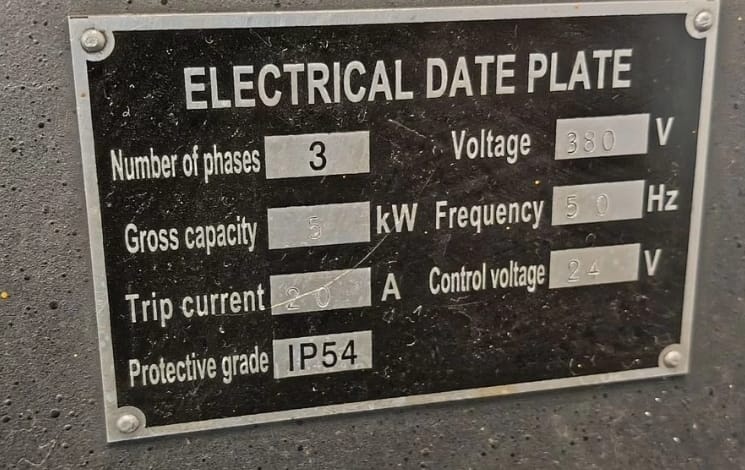 ELECTRICAL DATE PLATE
Number of phases 3 Voltage 380 V
Gross capacity 5 kW Frequency 50 Hz
Trip current 20 A Control voltage 24 V
Protective grade IP54